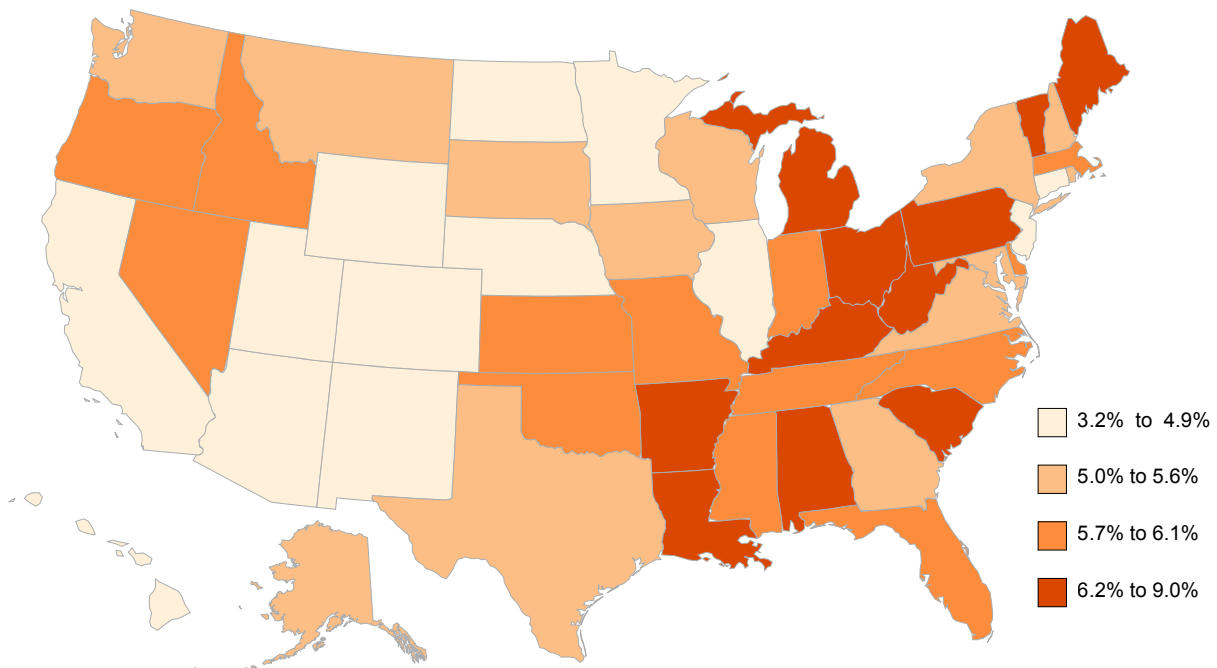 3.2% to 4.9%
5.0% to 5.6%
5.7% to 6.1%
6.2% to 9.0%